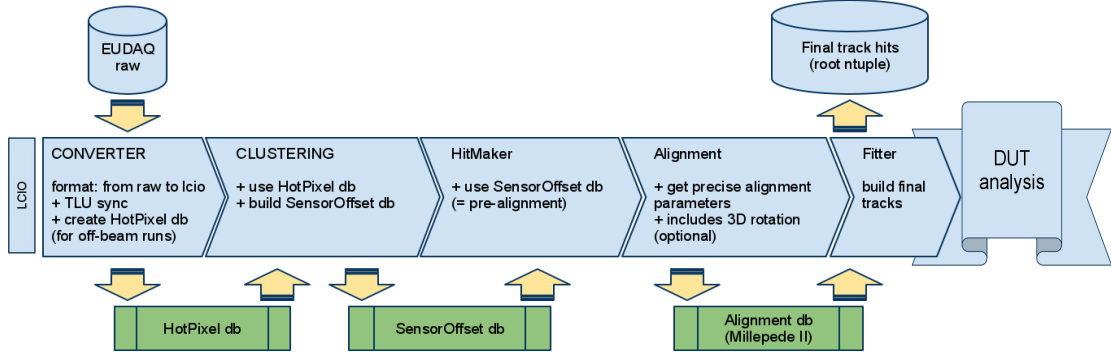 EUDAQ
raw
Final track hits
(root ntuple)
LCIO
CONVERTER
format: from raw to lcio
+ TLU sync
+ create HotPixel db
(for off-beam runs)
CLUSTERING
+ use HotPixel db
+ build SensorOffset db
HitMaker
+ use SensorOffset db
(= pre-alignment)
Alignment
+ get precise alignment
parameters
+ includes 3D rotation
(optional)
Fitter
build final
tracks
DUT
analysis
HotPixel db
SensorOffset db
Alignment db
(Millepede II)